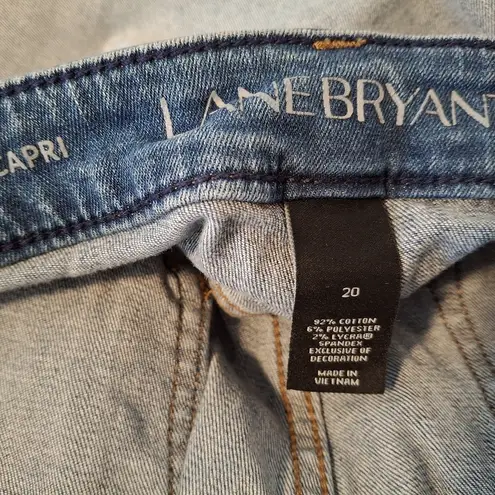 CAPRI
LANE BRYANT
20
92% COTTON
6% POLYESTER
2% LYCRA®
SPANDEX
EXCLUSIVE OF
DECORATION
MADE IN
VIETNAM